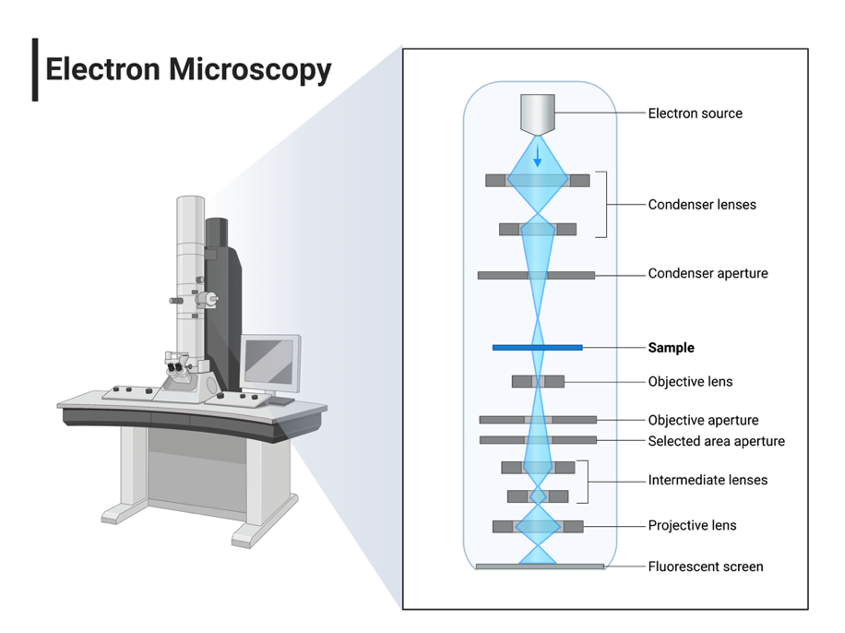 Electron Microscopy
Electron source
Condenser lenses
Condenser aperture
Sample
Objective lens
Objective aperture
Selected area aperture
Intermediate lenses
Projective lens
Fluorescent screen